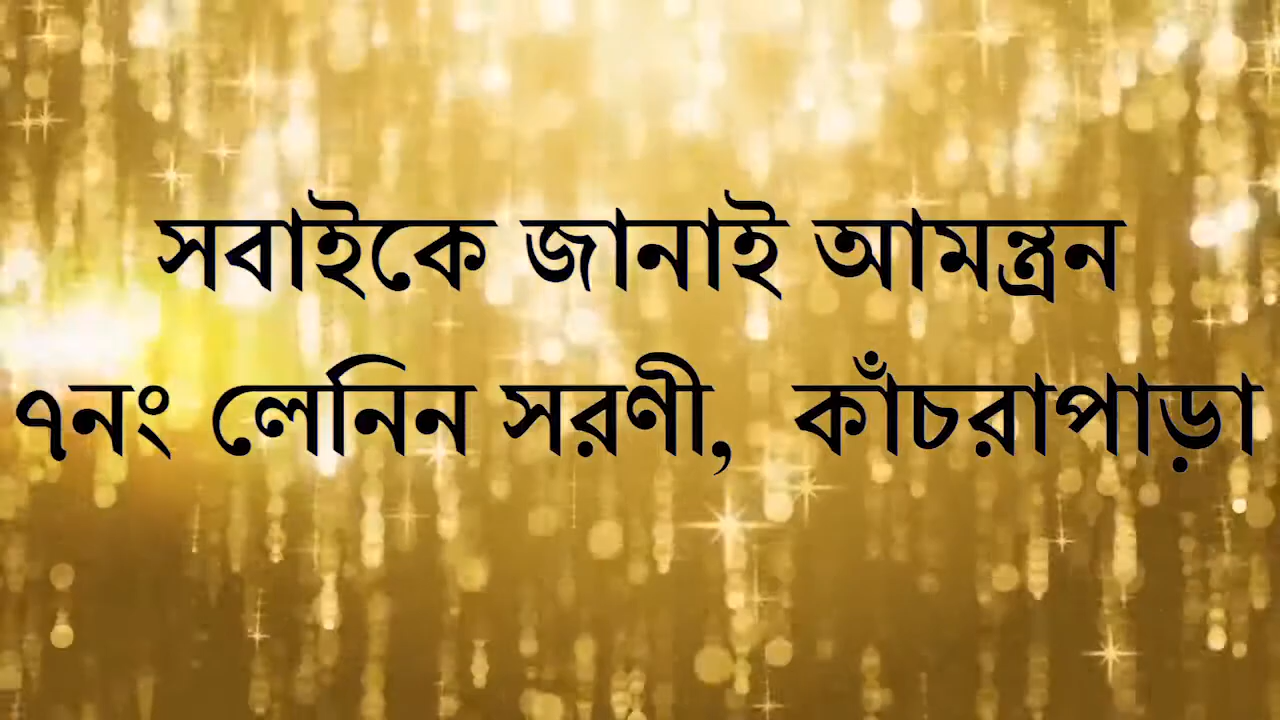 সবাইকে জানাই আমন্ত্রন
৭নং লেনিন সরণী, কাঁচরাপাড়া